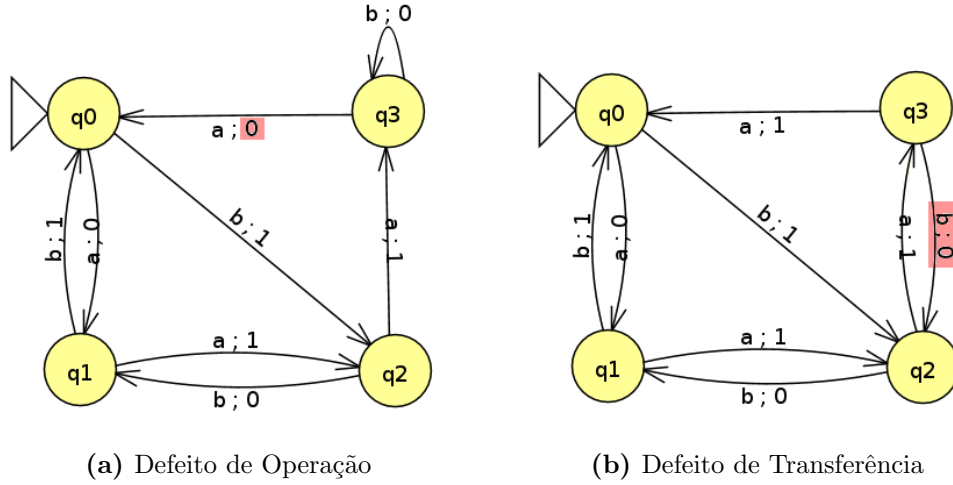 b ; 0
q0
q3
a ; 0
b ; 1
a ; 0
b ; 1
a ; 1
a ; 1
q1
q2
b ; 0
(a) Defeito de Operação
q0
q3
a ; 1
b ; 1
a ; 0
b ; 1
a ; 1
b ; 0
a ; 1
q1
q2
b ; 0
(b) Defeito de Transferência